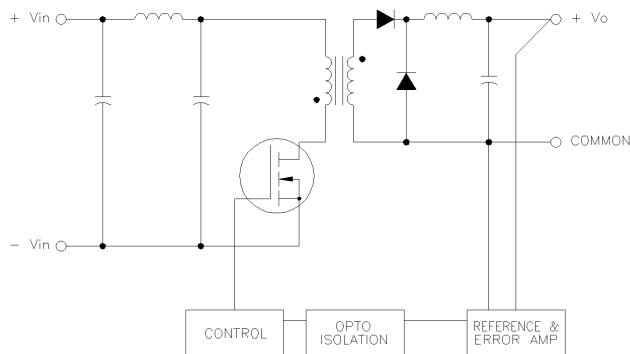 + Vin
+ Vo
COMMON
- Vin
CONTROL
OPTO
ISOLATION
REFERENCE &
ERROR AMP